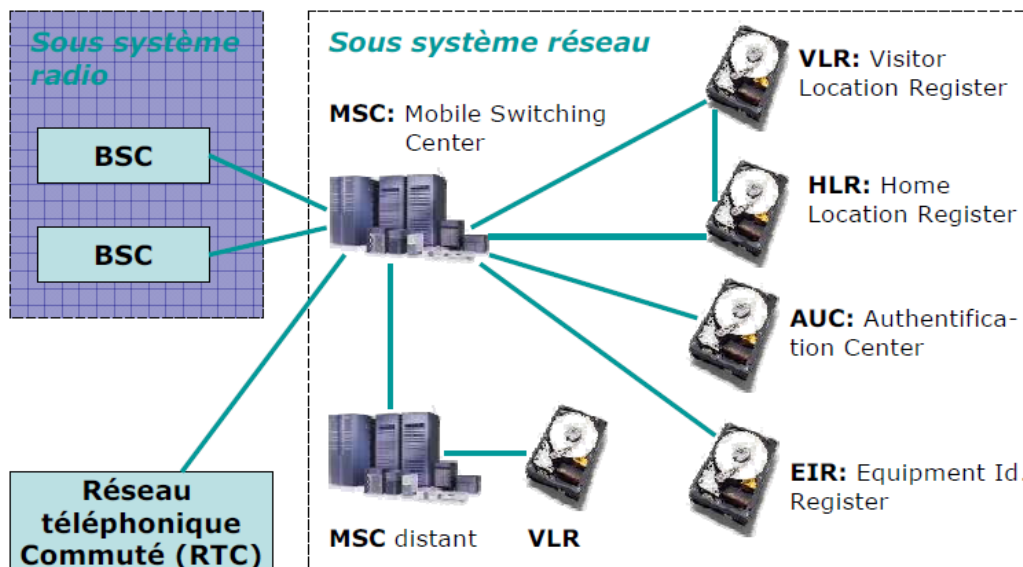 Sous système
radio
BSC
BSC
Sous système réseau
MSC: Mobile Switching
Center
VLR: Visitor
Location Register
HLR: Home
Location Register
AUC: Authentifica-
tion Center
EIR: Equipment Id.
Register
MSC distant
VLR
Réseau
téléphonique
Commuté (RTC)